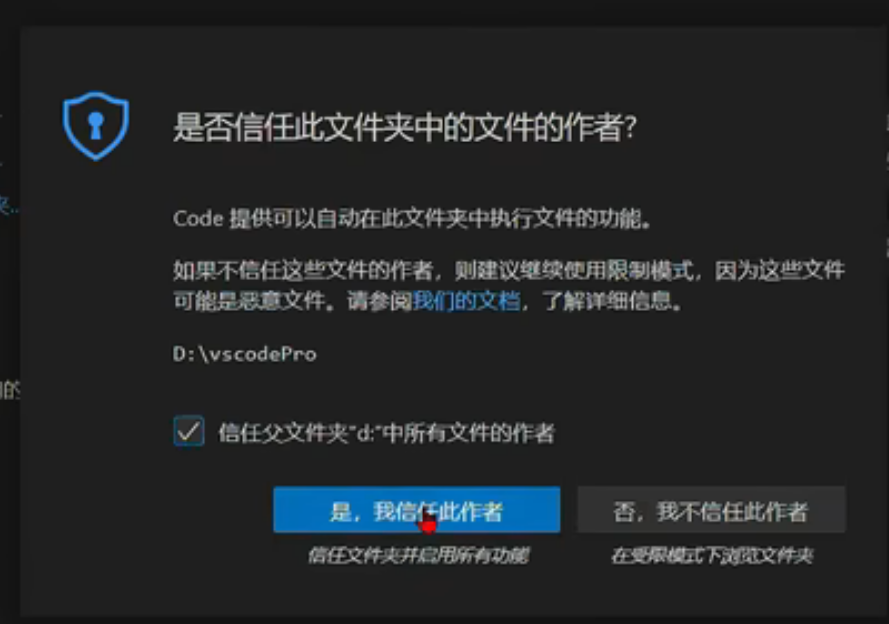 是否信任此文件夹中的文件的作者?
Code 提供可以自动在此文件夹中执行文件的功能。
如果不信任这些文件的作者，则建议继续使用限制模式，因为这些文件
可能是恶意文件。请参阅我们的文档，了解详细信息。
D:\vscodePro
信任父文件夹"d:"中所有文件的作者
是，我信任此作者
否，我不信任此作者
信任文件夹并启用所有功能
在受限模式下浏览文件夹